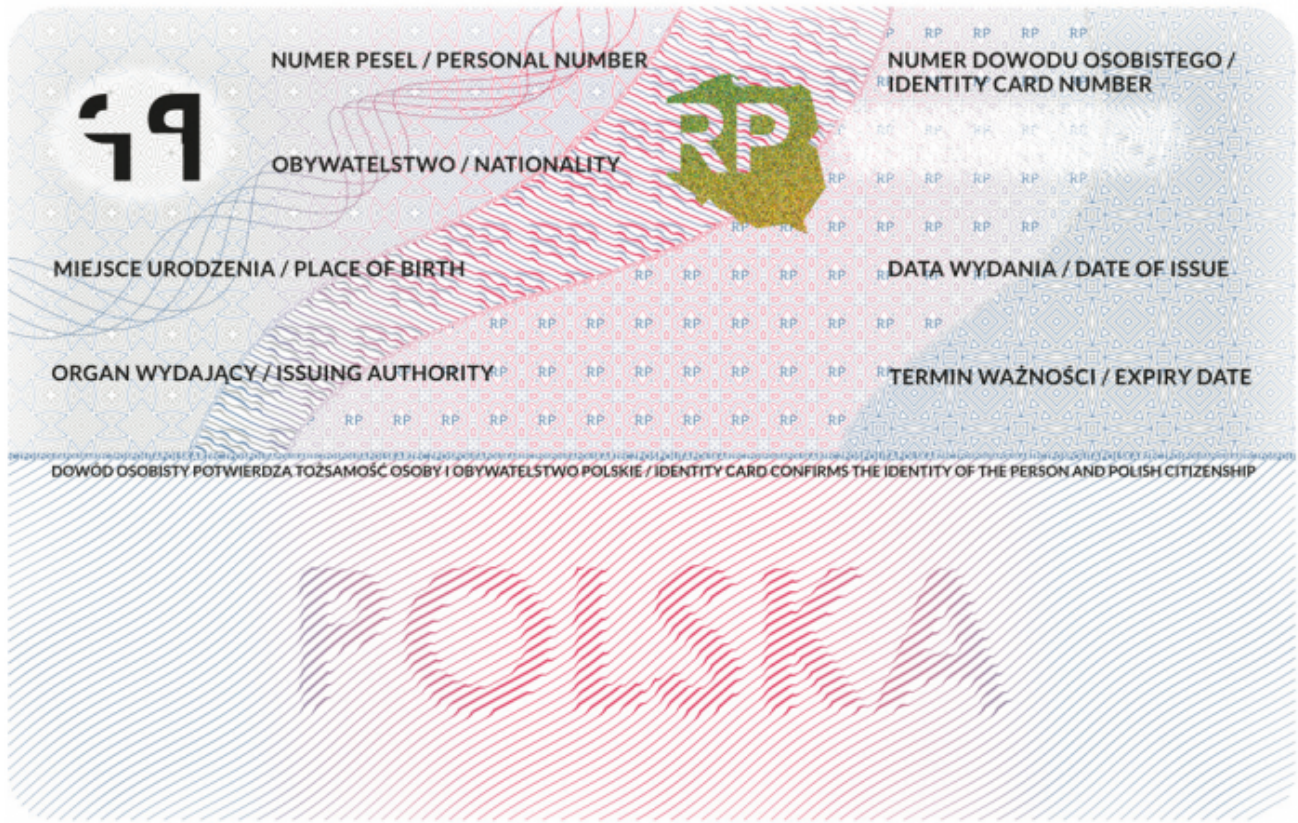 NUMER PESEL / PERSONAL NUMBER
NUMER DOWODU OSOBISTEGO /
IDENTITY CARD NUMBER
RP
OBYWATELSTWO / NATIONALITY
MIEJSCE URODZENIA / PLACE OF BIRTH
DATA WYDANIA / DATE OF ISSUE
ORGAN WYDAJĄCY / ISSUING AUTHORITY
TERMIN WAŻNOŚCI / EXPIRY DATE
DOWÓD OSOBISTY POTWIERDZA TOŻSAMOŚĆ OSOBY I OBYWATELSTWO POLSKIE / IDENTITY CARD CONFIRMS THE IDENTITY OF THE PERSON AND POLISH CITIZENSHIP
POLSKA